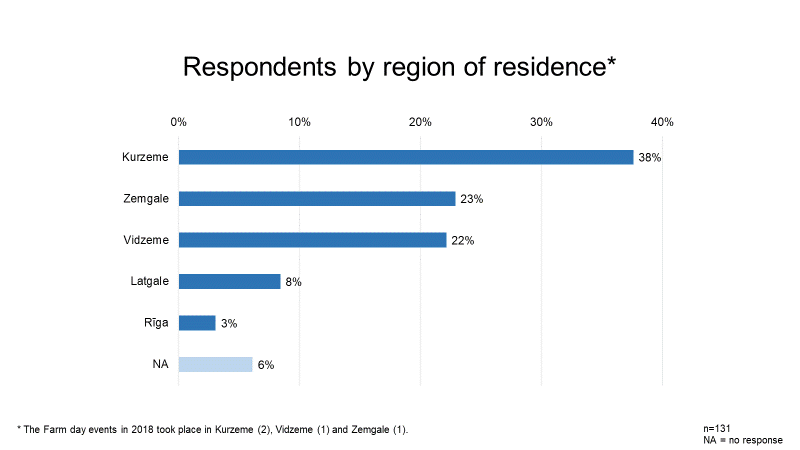 Respondents by region of residence*
0% 10% 20% 30% 40%
Kurzeme 38%
Zemgale 23%
Vidzeme 22%
Latgale 8%
Rīga 3%
NA 6%
* The Farm day events in 2018 took place in Kurzeme (2), Vidzeme (1) and Zemgale (1).
n=131
NA = no response